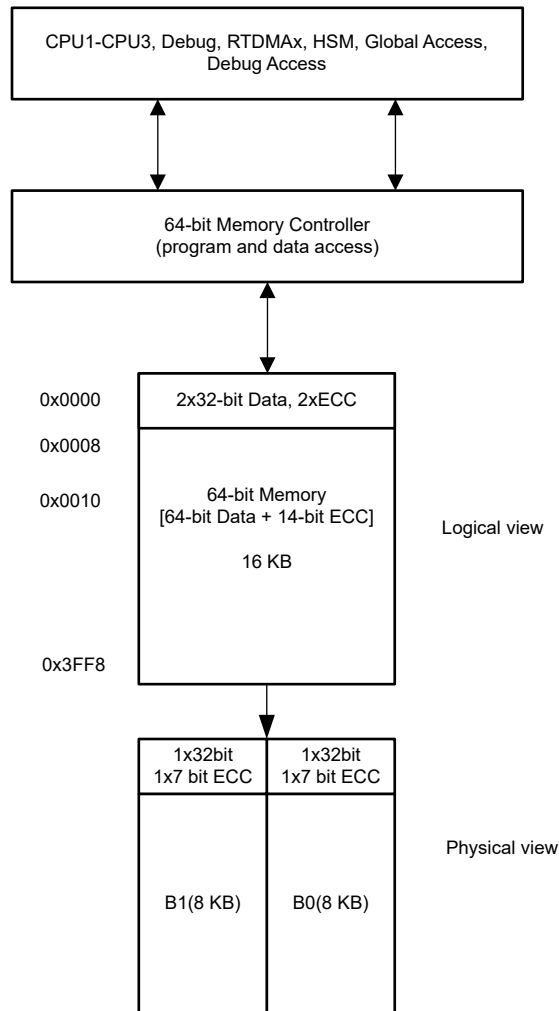 CPU1-CPU3, Debug, RTDMAx, HSM, Global Access,
Debug Access
64-bit Memory Controller
(program and data access)
0x0000
2x32-bit Data, 2xECC
0x0008
0x0010
64-bit Memory
[64-bit Data + 14-bit ECC]
16 KB
Logical view
0x3FF8
1x32bit
1x7 bit ECC
1x32bit
1x7 bit ECC
Physical view
B1(8 KB)
B0(8 KB)